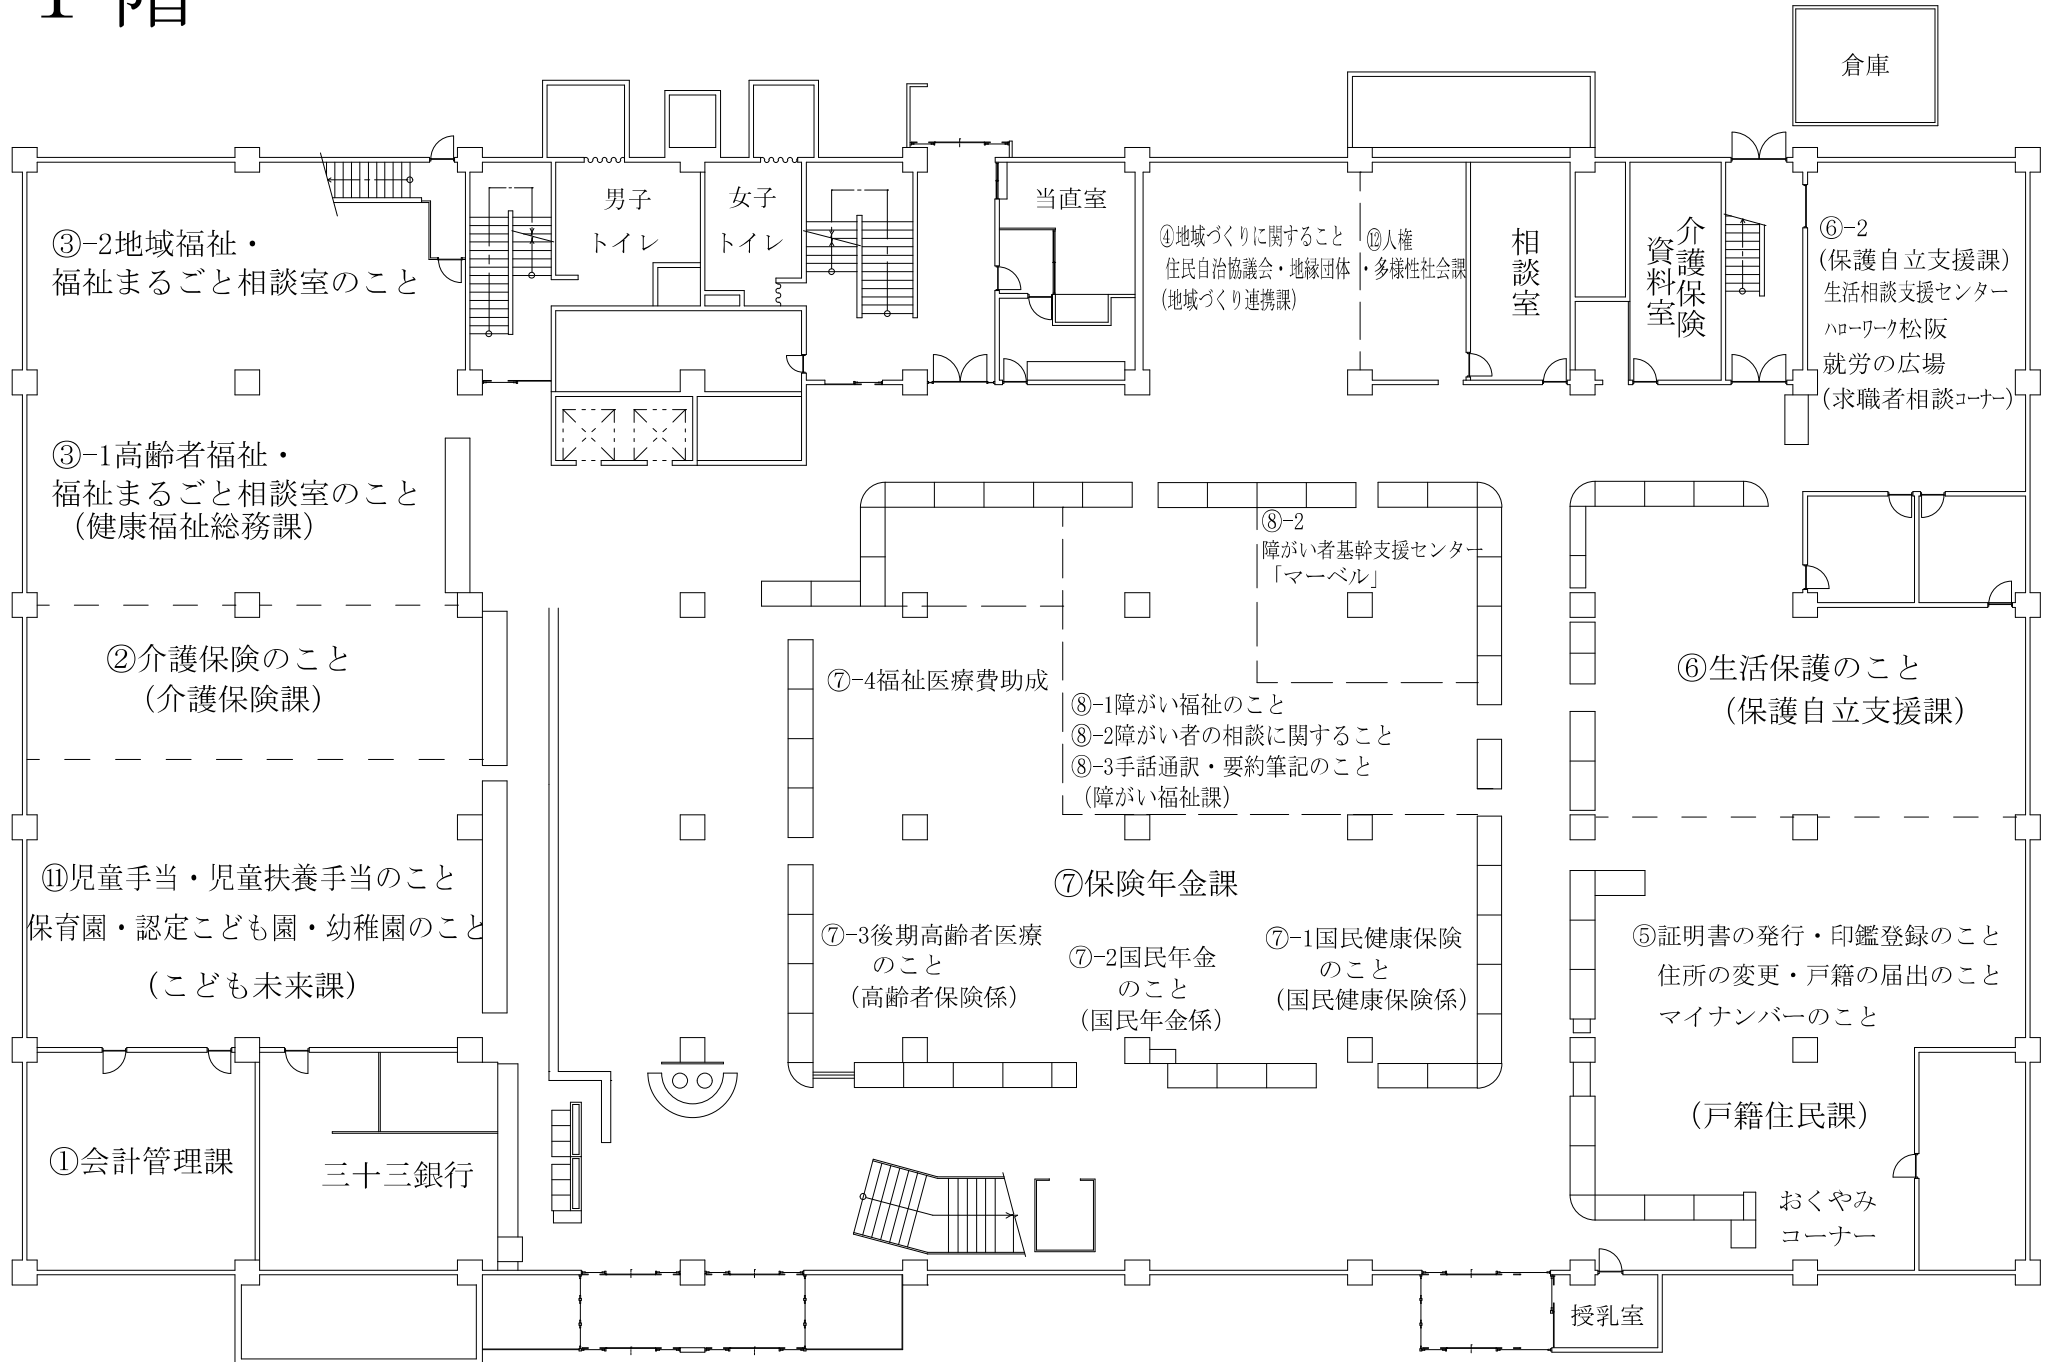 1 階
倉庫
男子
トイレ
女子
トイレ
当直室
③-2地域福祉・
福祉まるごと相談室のこと
④地域づくりに関すること
住民自治協議会・地縁団体
(地域づくり連携課)
⑫人権
・多様性社会課
相談室
介護保険
資料室
⑥-2
(保護自立支援課)
生活相談支援センター
ハローワーク松阪
就労の広場
(求職者相談コーナー)
③-1高齢者福祉・
福祉まるごと相談室のこと
(健康福祉総務課)
⑧-2
障がい者基幹支援センター
「マーベル」
②介護保険のこと
(介護保険課)
⑦-4福祉医療費助成
⑧-1障がい福祉のこと
⑧-2障がい者の相談に関すること
⑧-3手話通訳・要約筆記のこと
(障がい福祉課)
⑥生活保護のこと
(保護自立支援課)
⑪児童手当・児童扶養手当のこと
保育園・認定こども園・幼稚園のこと
(こども未来課)
⑦保険年金課
⑦-3後期高齢者医療
のこと
(高齢者保険係)
⑦-2国民年金
のこと
(国民年金係)
⑦-1国民健康保険
のこと
(国民健康保険係)
⑤証明書の発行・印鑑登録のこと
住所の変更・戸籍の届出のこと
マイナンバーのこと
(戸籍住民課)
①会計管理課
三十三銀行
おくやみ
コーナー
授乳室